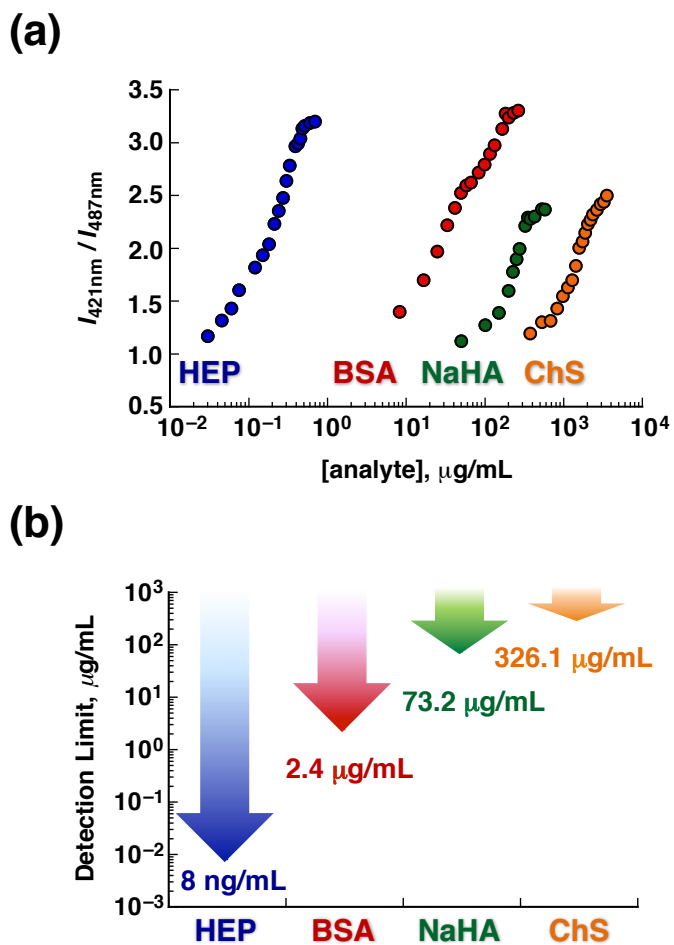 (a)
3.5
3.0
2.5
2.0
1.5
1.0
0.5
I421nm / I487nm
HEP
BSA
NaHA
ChS
10⁻² 10⁻¹ 10⁰ 10¹ 10² 10³ 10⁴
[analyte], μg/mL
(b)
10³
10²
10¹
10⁰
10⁻¹
10⁻²
10⁻³
Detection Limit, μg/mL
326.1 μg/mL
73.2 μg/mL
2.4 μg/mL
8 ng/mL
HEP BSA NaHA ChS